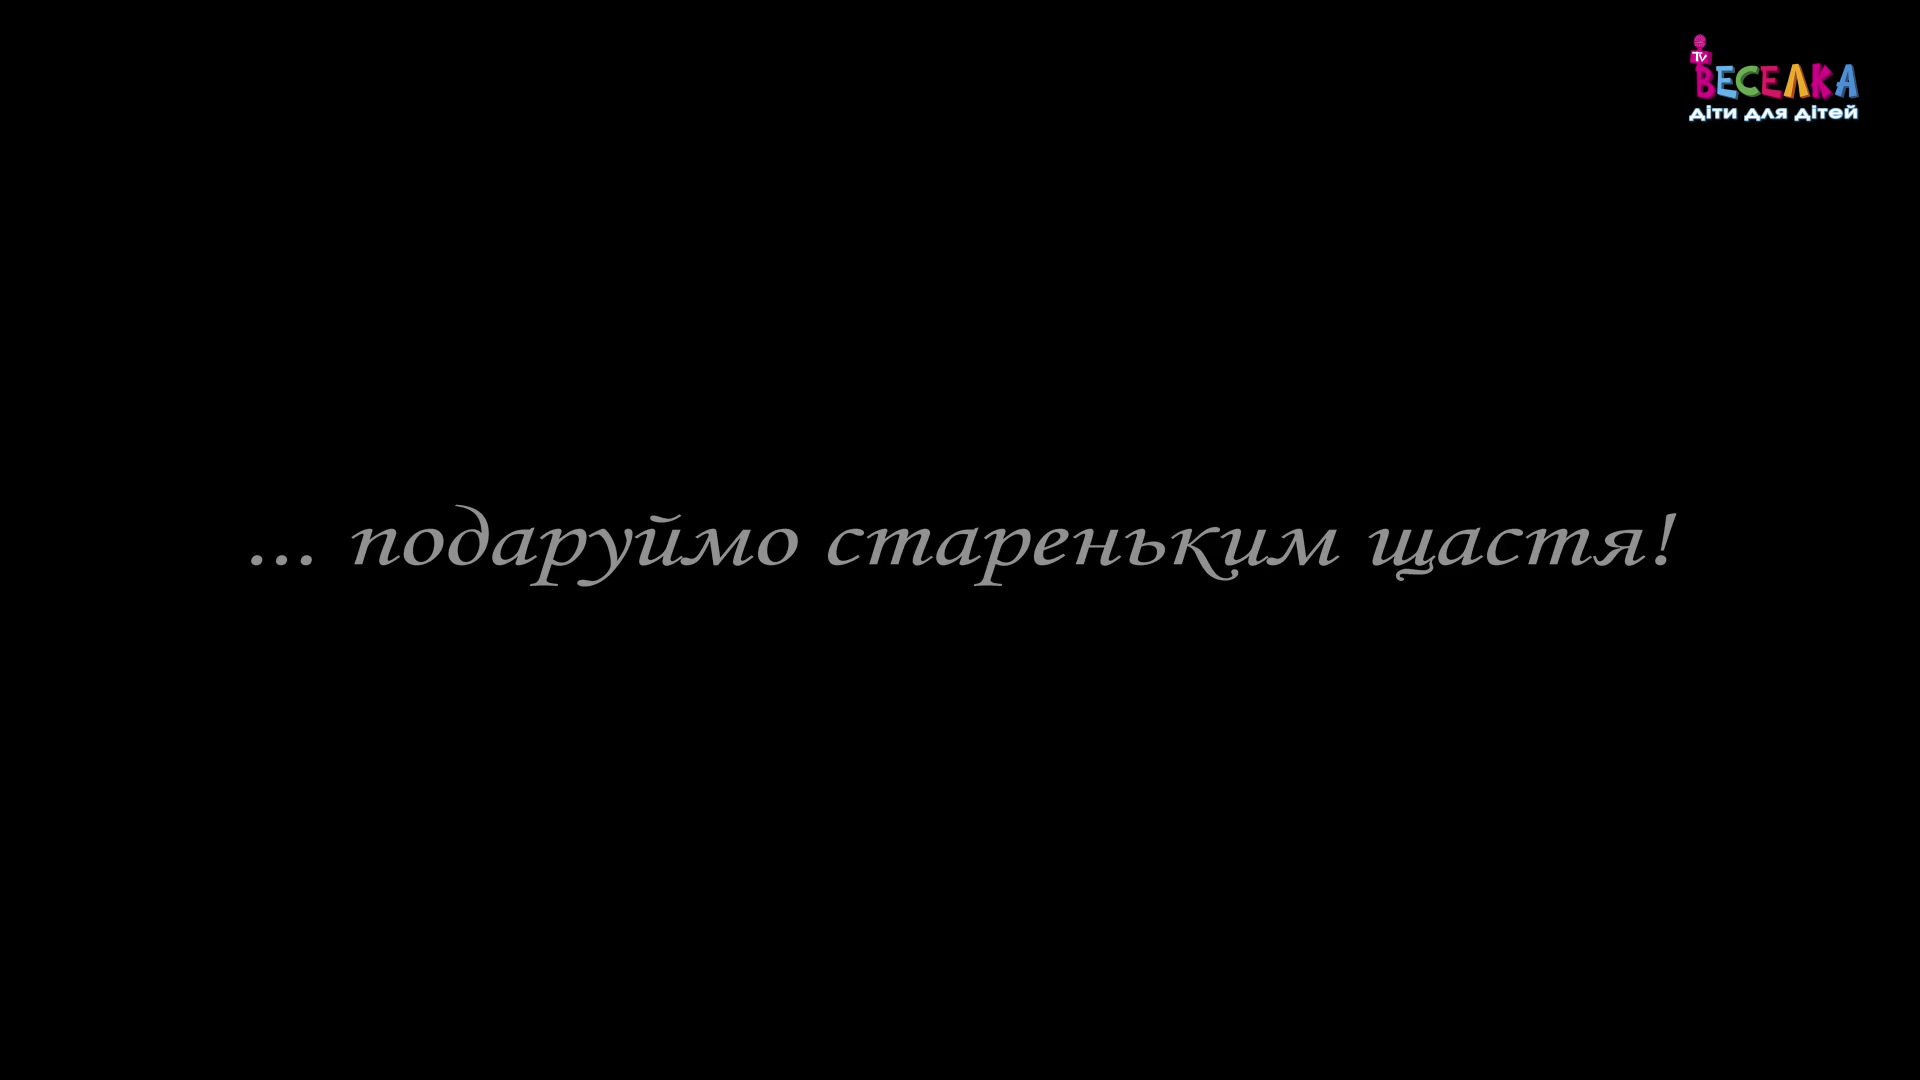 TV
ВЕСЕЛКА
діти для дітей
... подаруймо стареньким щастя!